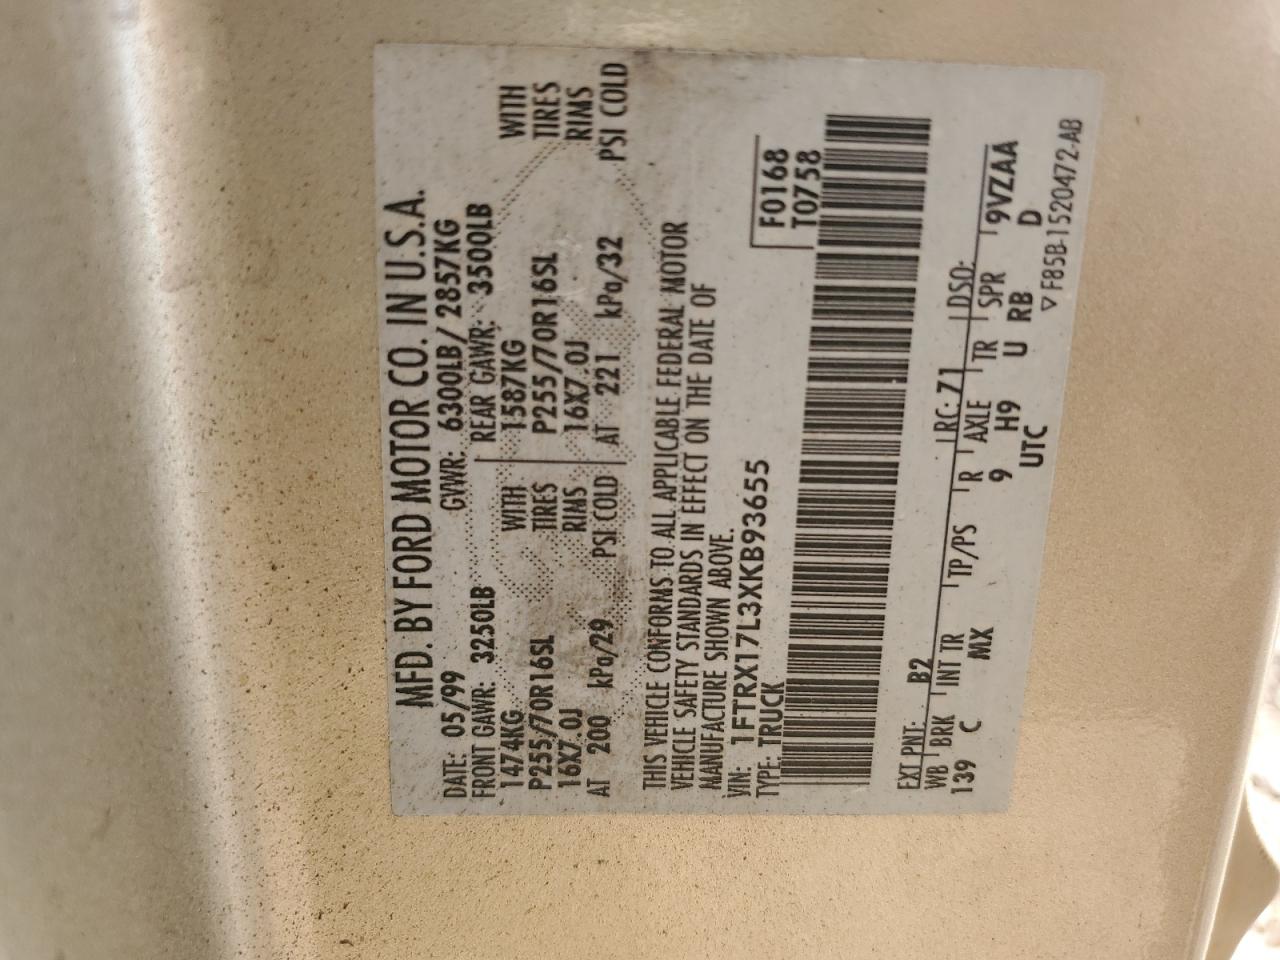 MFD. BY FORD MOTOR CO. IN U.S.A.
DATE: 05/99 GVWR: 6300LB/ 2857KG
FRONT GAWR: 3250LB REAR GAWR: 3500LB
1474KG WITH 1587KG WITH
P255/70R16SL TIRES P255/70R16SL TIRES
16X7.0J RIMS 16X7.0J RIMS
AT 200 kPa/29 PSI COLD AT 221 kPa/32 PSI COLD
THIS VEHICLE CONFORMS TO ALL APPLICABLE FEDERAL MOTOR
VEHICLE SAFETY STANDARDS IN EFFECT ON THE DATE OF
MANUFACTURE SHOWN ABOVE.
VIN: 1FTRX17L3XKB93655 F0168
TYPE: TRUCK T0758
EXT PNT: B2 RC: 71 DSO:
WB BRK INT TR TP/PS R AXLE TR SPR 9VZAA
139 C MX 9 H9 U RB D
UTC
▽ F85B-1520472-AB